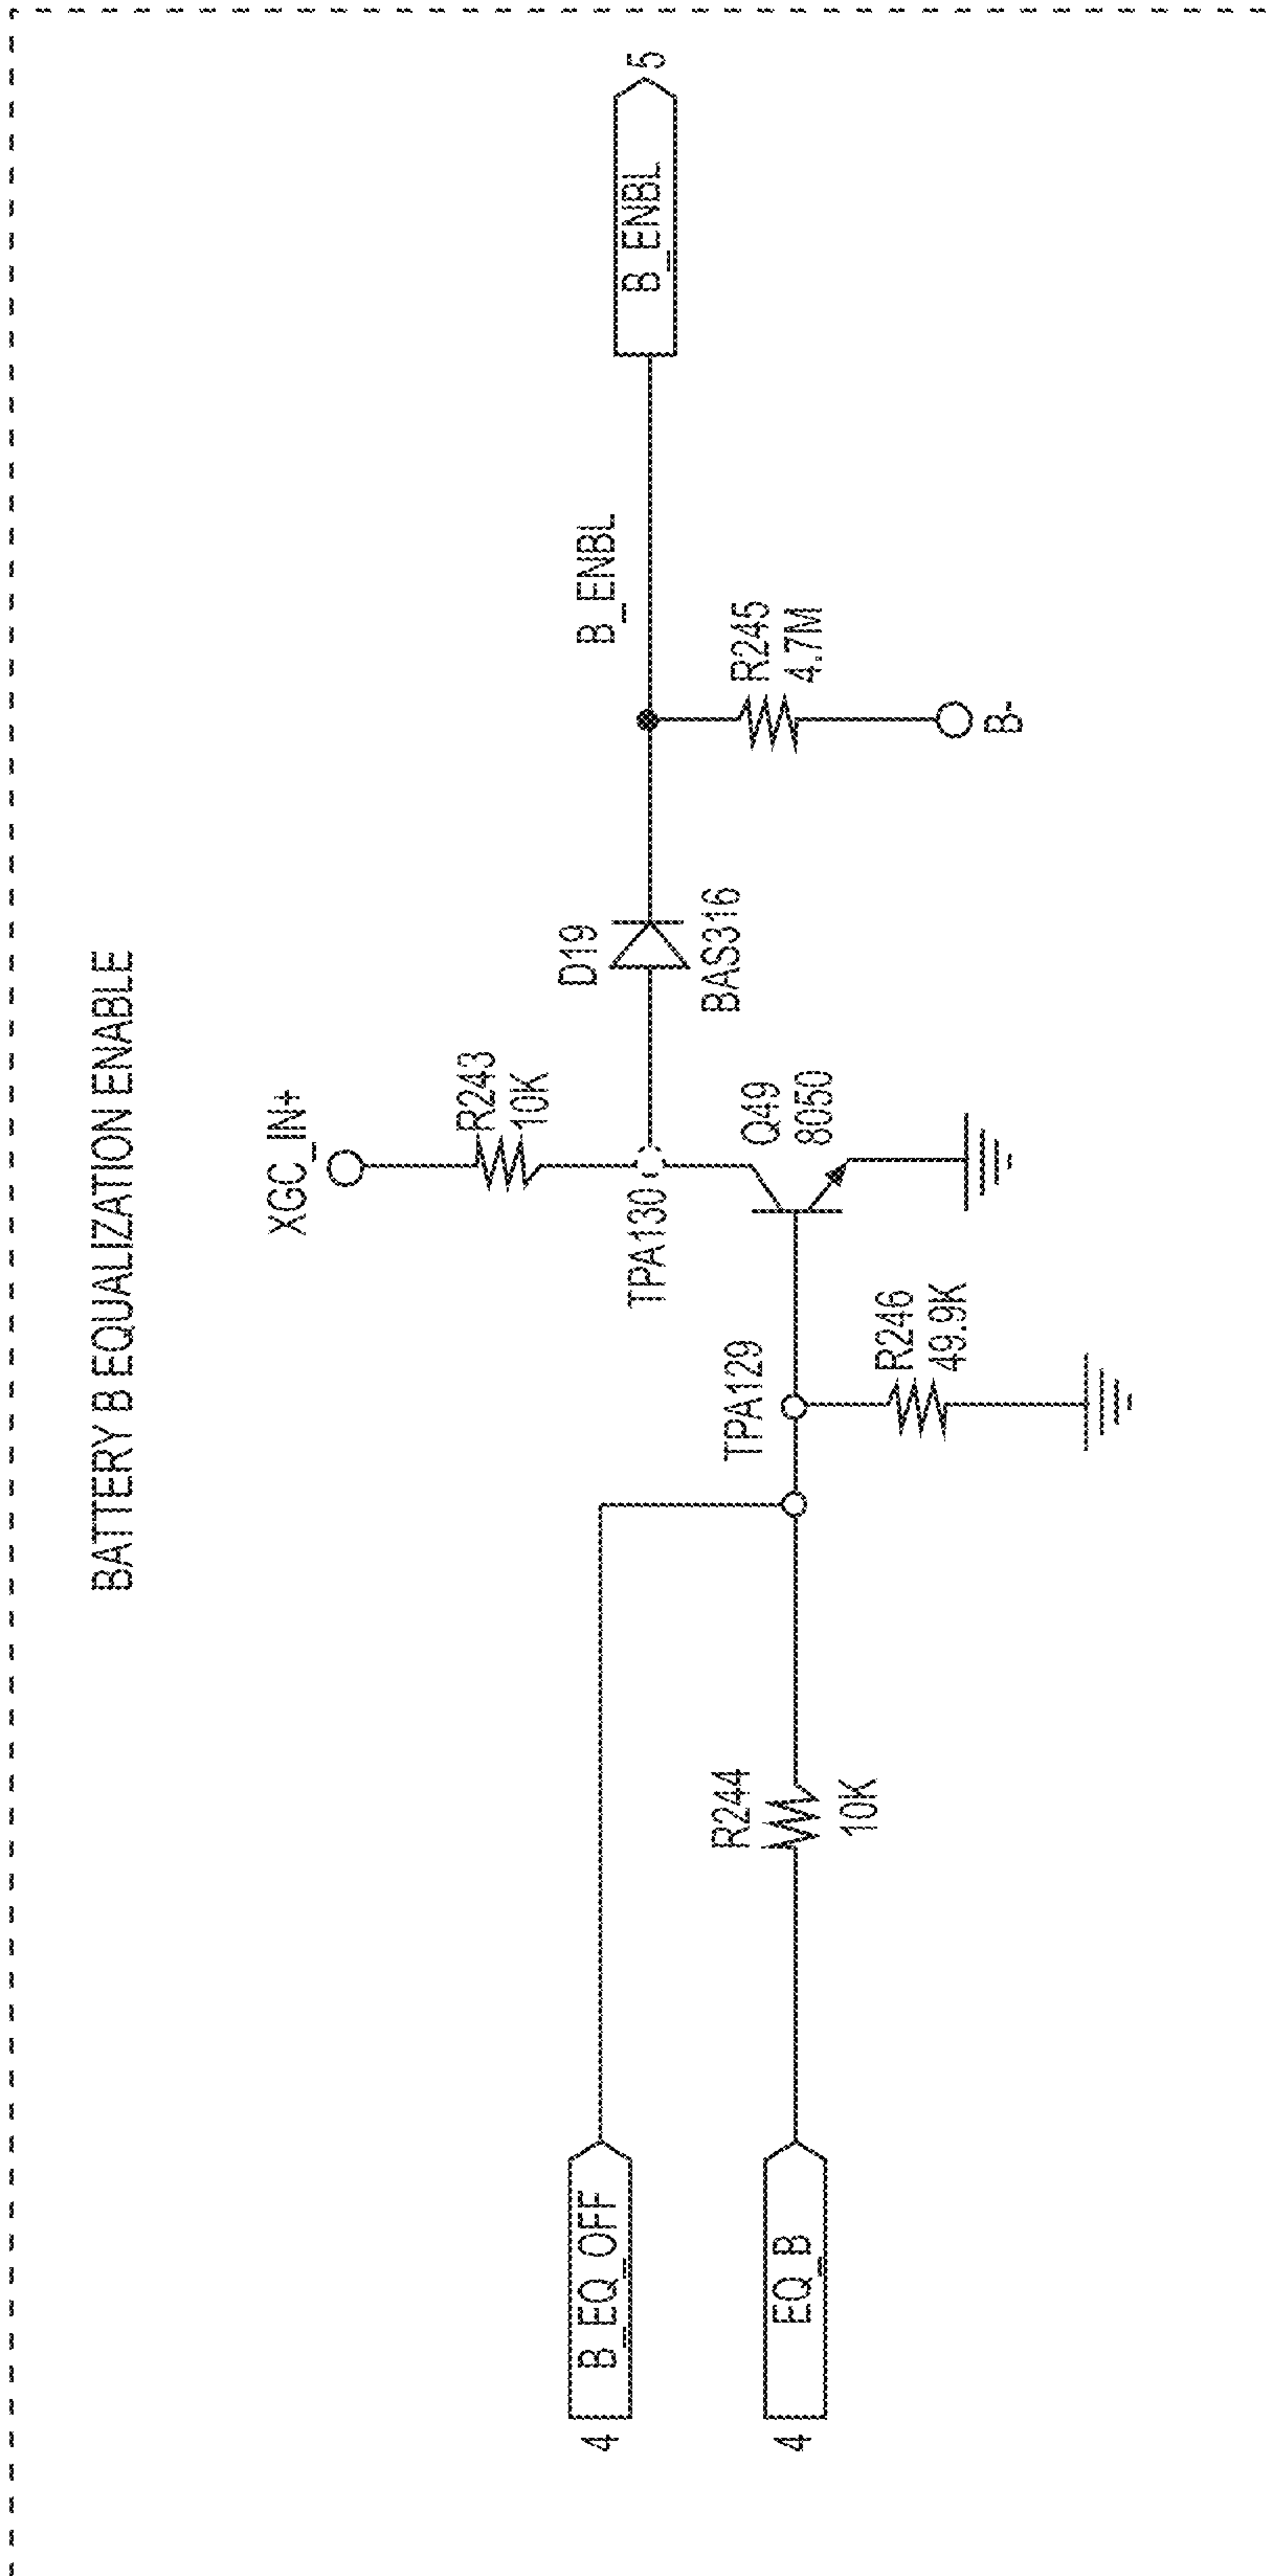 BATTERY B EQUALIZATION ENABLE
XGC_IN+
R243
10K
TPA130
D19
BAS316
B_ENBL
B_ENBL
5
Q49
8050
R245
4.7M
B-
TPA129
R246
49.9K
4
B_EQ_OFF
R244
10K
4
EQ_B